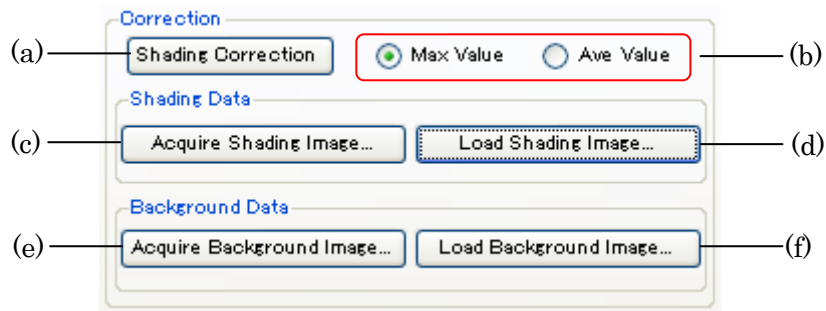 Correction
(a) Shading Correction Max Value Ave Value (b)
Shading Data
(c) Acquire Shading Image... Load Shading Image... (d)
Background Data
(e) Acquire Background Image... Load Background Image... (f)